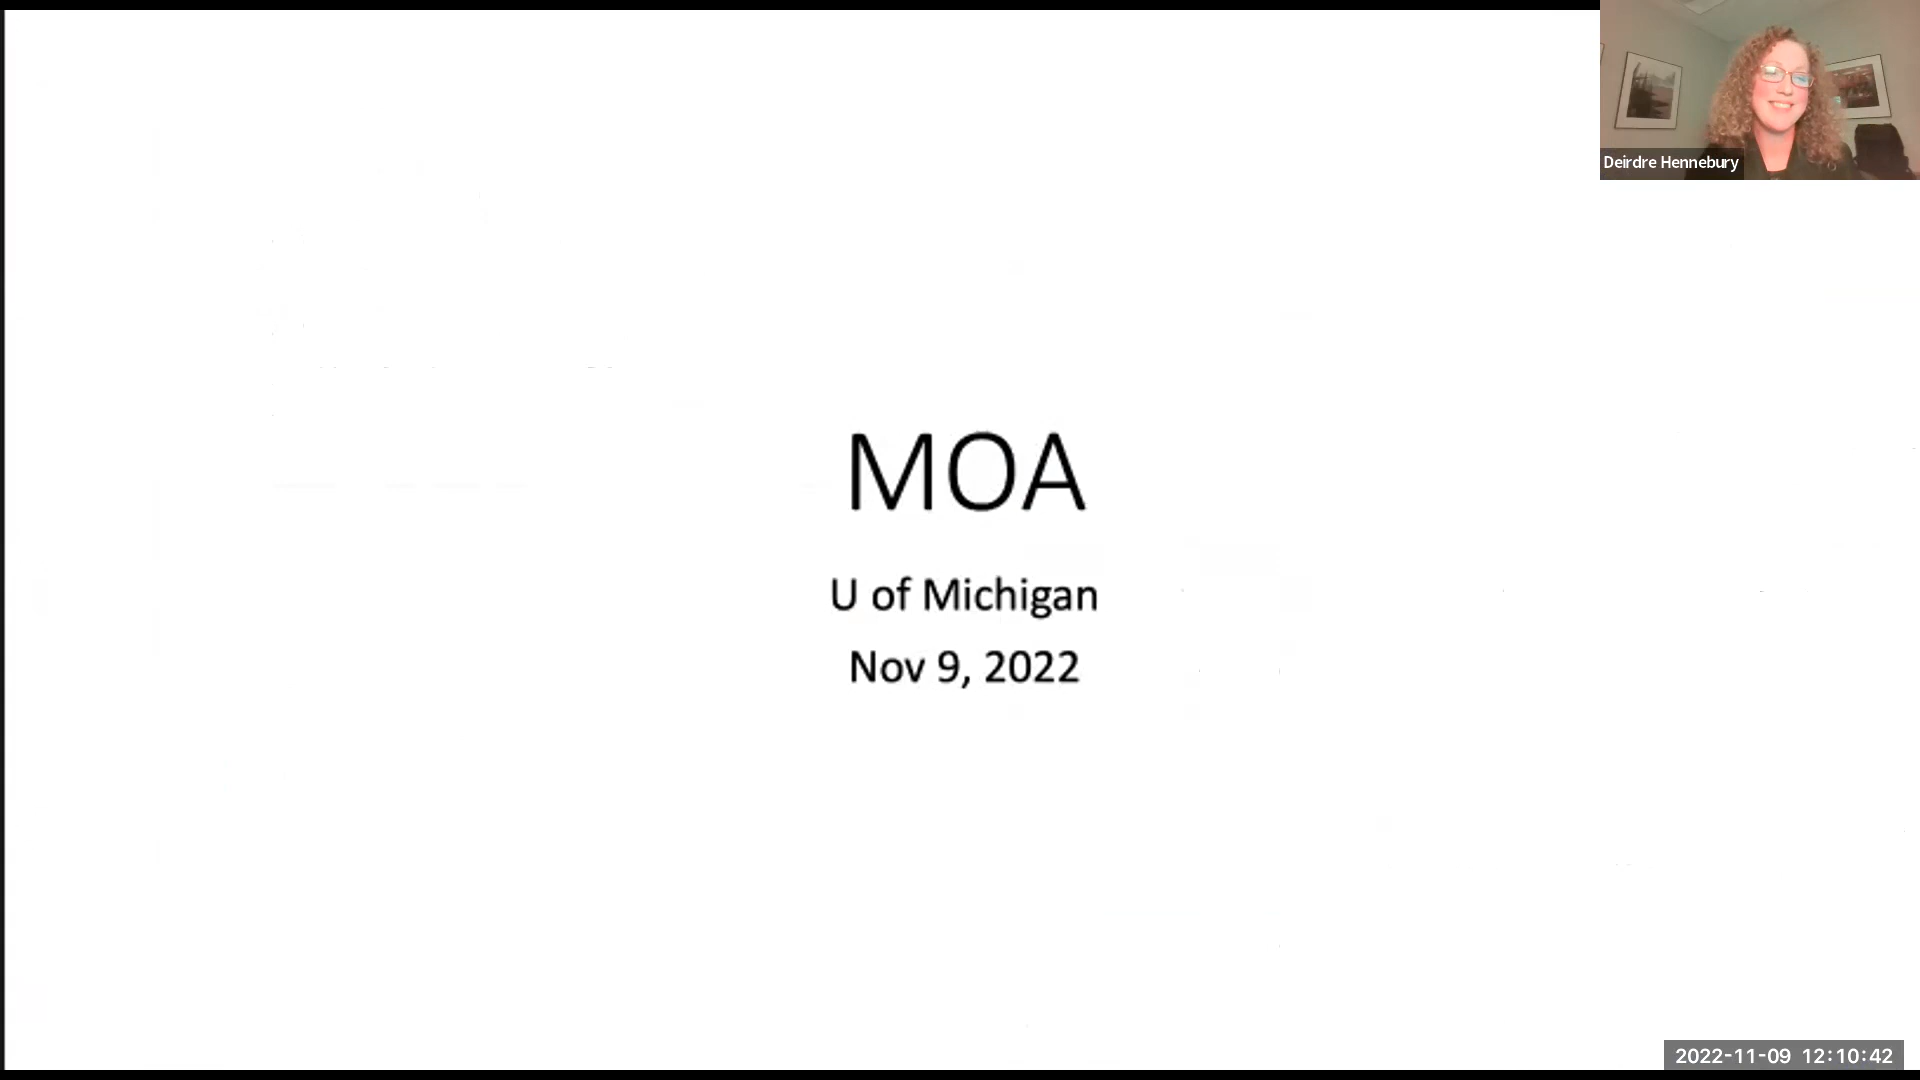 Deirdre Hennebury
MOA
U of Michigan
Nov 9, 2022
2022-11-09 12:10:42